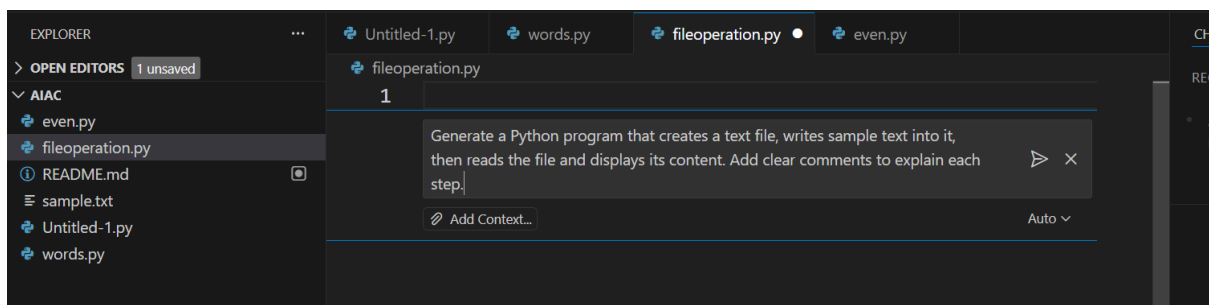 EXPLORER
Untitled-1.py
words.py
fileoperation.py
even.py
CH
OPEN EDITORS 1 unsaved
fileoperation.py
RE
AIAC
1
even.py
fileoperation.py
README.md
sample.txt
Untitled-1.py
words.py
Generate a Python program that creates a text file, writes sample text into it,
then reads the file and displays its content. Add clear comments to explain each
step.
Add Context...
Auto